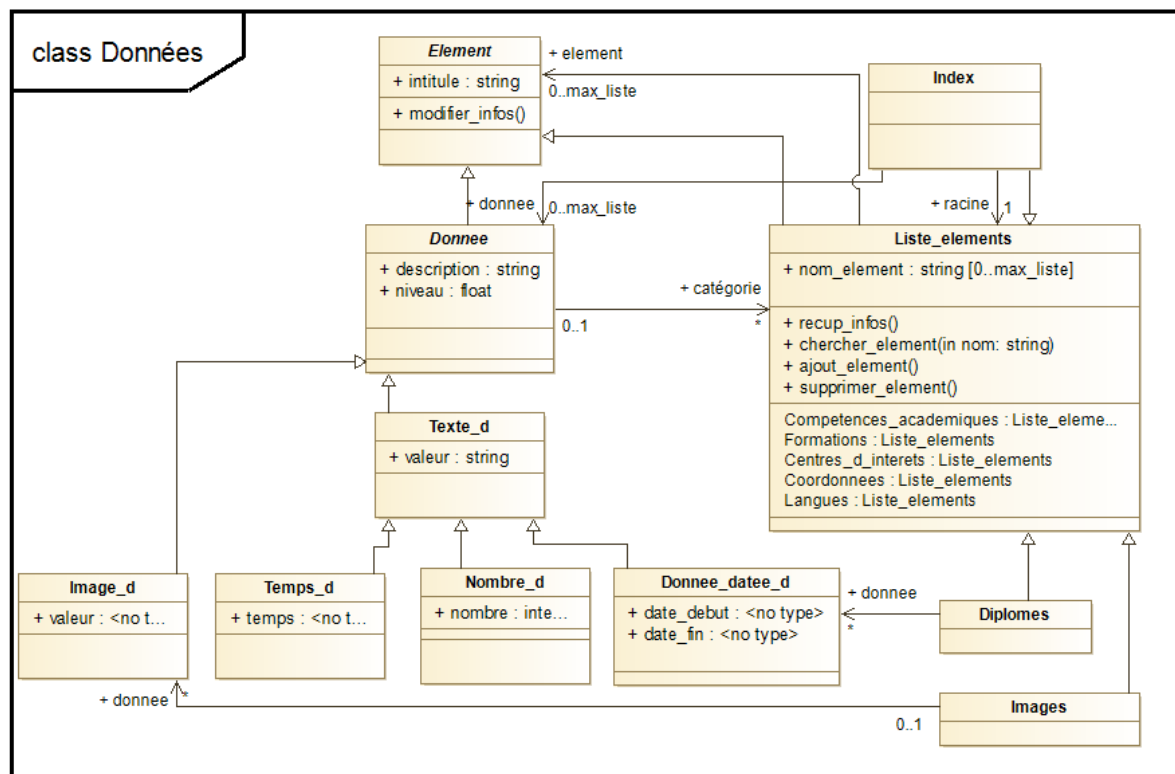 class Données
Element
+ intitule : string
+ modifier_infos()
+ element
0..max_liste
Index
+ donnee
0..max_liste
+ racine
1
Donnee
+ description : string
+ niveau : float
+ catégorie
0..1
*
Liste_elements
+ nom_element : string [0..max_liste]
+ recup_infos()
+ chercher_element(in nom: string)
+ ajout_element()
+ supprimer_element()
Competences_academiques : Liste_eleme...
Formations : Liste_elements
Centres_d_interets : Liste_elements
Coordonnees : Liste_elements
Langues : Liste_elements
Texte_d
+ valeur : string
Image_d
+ valeur : <no t...
Temps_d
+ temps : <no t...
Nombre_d
+ nombre : inte...
Donnee_datee_d
+ date_debut : <no type>
+ date_fin : <no type>
+ donnee
*
Diplomes
+ donnee
*
0..1
Images